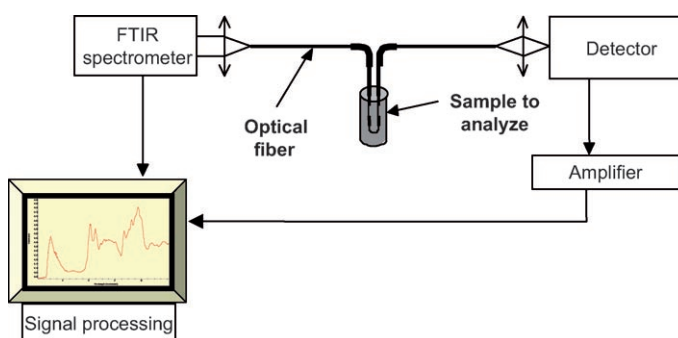 FTIR
spectrometer
Detector
Optical
fiber
Sample to
analyze
Amplifier
Signal processing